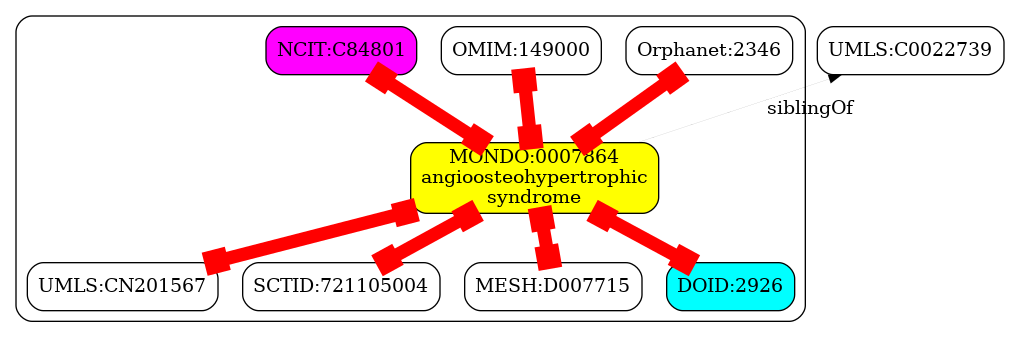 NCIT:C84801
OMIM:149000
Orphanet:2346
UMLS:C0022739
siblingOf
MONDO:0007864
angioosteohypertrophic
syndrome
UMLS:CN201567
SCTID:721105004
MESH:D007715
DOID:2926